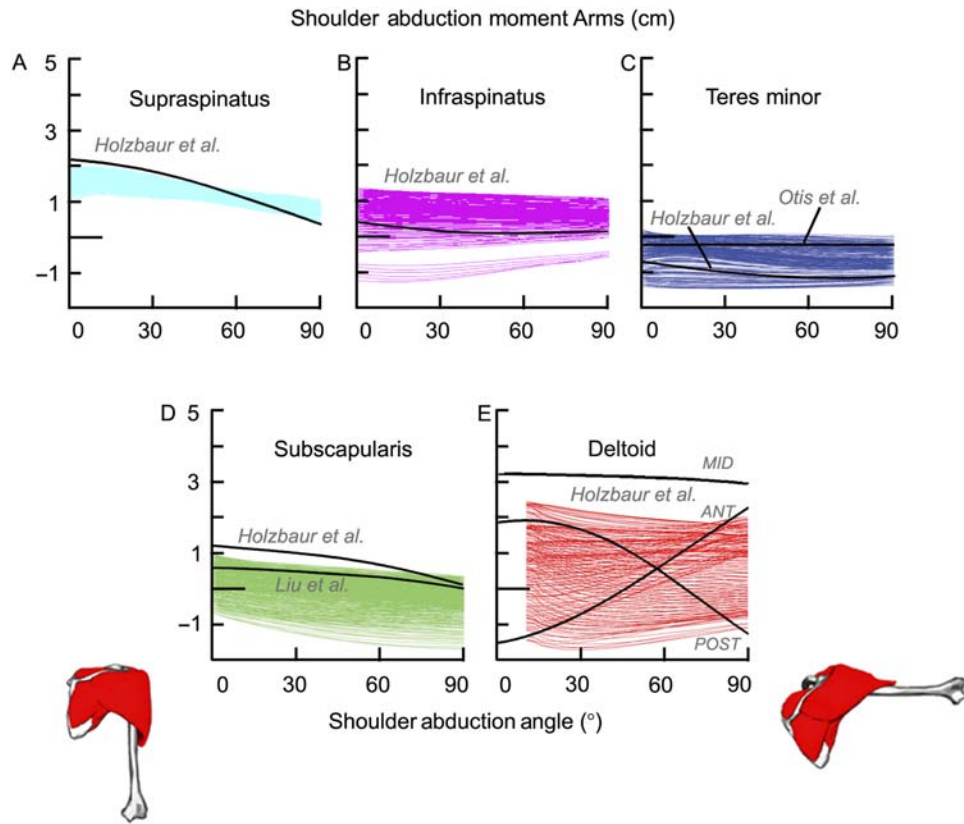 Shoulder abduction moment Arms (cm)
A
B
C
5
3
1
−1
Supraspinatus
Infraspinatus
Teres minor
Holzbaur et al.
Holzbaur et al.
Otis et al.
Holzbaur et al.
0 30 60 90
0 30 60 90
0 30 60 90
D
E
5
3
1
−1
Subscapularis
Deltoid
MID
Holzbaur et al.
ANT
Holzbaur et al.
Liu et al.
POST
0 30 60 90
0 30 60 90
Shoulder abduction angle (°)